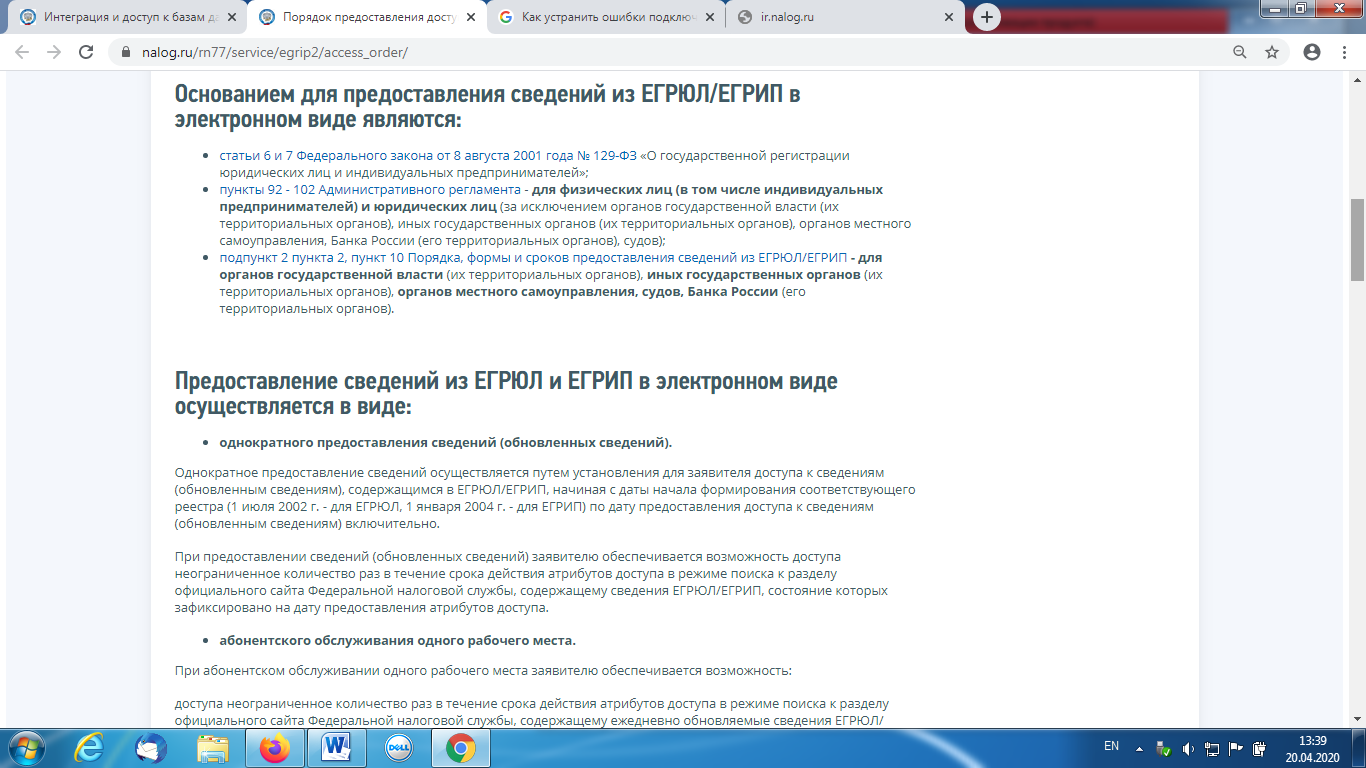 Интеграция и доступ к базам да
Порядок предоставления досту
Как устранить ошибки подключ
ir.nalog.ru
nalog.ru/rn77/service/egrip2/access_order/
Основанием для предоставления сведений из ЕГРЮЛ/ЕГРИП в
электронном виде являются:
• статьи 6 и 7 Федерального закона от 8 августа 2001 года № 129-ФЗ «О государственной регистрации
юридических лиц и индивидуальных предпринимателей»;
• пункты 92 - 102 Административного регламента - для физических лиц (в том числе индивидуальных
предпринимателей) и юридических лиц (за исключением органов государственной власти (их
территориальных органов), иных государственных органов (их территориальных органов), органов местного
самоуправления, Банка России (его территориальных органов), судов);
• подпункт 2 пункта 2, пункт 10 Порядка, формы и сроков предоставления сведений из ЕГРЮЛ/ЕГРИП - для
органов государственной власти (их территориальных органов), иных государственных органов (их
территориальных органов), органов местного самоуправления, судов, Банка России (его
территориальных органов).
Предоставление сведений из ЕГРЮЛ и ЕГРИП в электронном виде
осуществляется в виде:
• однократного предоставления сведений (обновленных сведений).
Однократное предоставление сведений осуществляется путем установления для заявителя доступа к сведениям
(обновленным сведениям), содержащимся в ЕГРЮЛ/ЕГРИП, начиная с даты начала формирования соответствующего
реестра (1 июля 2002 г. - для ЕГРЮЛ, 1 января 2004 г. - для ЕГРИП) по дату предоставления доступа к сведениям
(обновленным сведениям) включительно.
При предоставлении сведений (обновленных сведений) заявителю обеспечивается возможность доступа
неограниченное количество раз в течение срока действия атрибутов доступа в режиме поиска к разделу
официального сайта Федеральной налоговой службы, содержащему сведения ЕГРЮЛ/ЕГРИП, состояние которых
зафиксировано на дату предоставления атрибутов доступа.
• абонентского обслуживания одного рабочего места.
При абонентском обслуживании одного рабочего места заявителю обеспечивается возможность:
доступа неограниченное количество раз в течение срока действия атрибутов доступа в режиме поиска к разделу
официального сайта Федеральной налоговой службы, содержащему ежедневно обновляемые сведения ЕГРЮЛ/
DELL
EN
13:39
20.04.2020